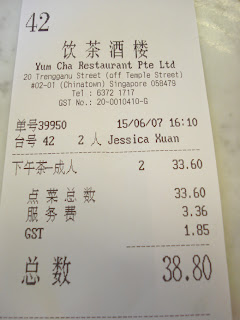 42
饮茶酒楼
Yum Cha Restaurant Pte Ltd
20 Trengganu Street (off Temple Street)
#02-01 (Chinatown) Singapore 058479
Tel : 6372 1717
GST No.: 20-0010410-G
单号39950 15/06/07 16:10
台号 42 2 人 Jessica Xuan
下午茶-成人 2 33.60
点菜总数 33.60
服务费 3.36
GST 1.85
总数 38.80